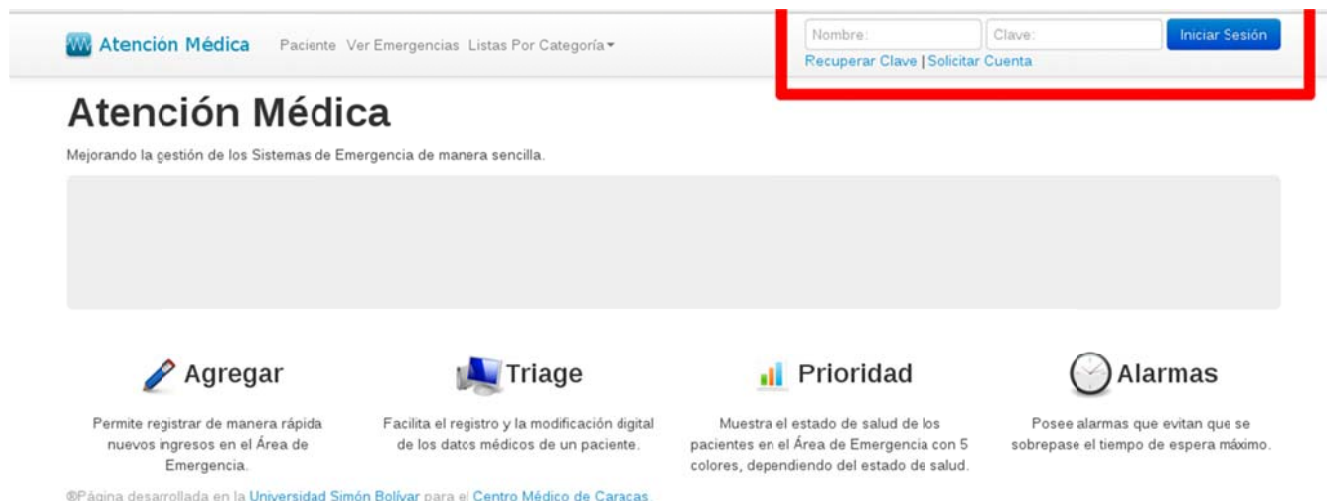 Atención Médica Paciente Ver Emergencias Listas Por Categoría Nombre: Clave: Iniciar Sesión
Recuperar Clave | Solicitar Cuenta
Atención Médica
Mejorando la gestión de los Sistemas de Emergencia de manera sencilla.
Agregar
Permite registrar de manera rápida
nuevos ingresos en el Área de
Emergencia.
Triage
Facilita el registro y la modificación digital
de los datos médicos de un paciente.
Prioridad
Muestra el estado de salud de los
pacientes en el Área de Emergencia con 5
colores, dependiendo del estado de salud.
Alarmas
Posee alarmas que evitan que se
sobrepase el tiempo de espera máximo.
®Página desarrollada en la Universidad Simón Bolívar para el Centro Médico de Caracas